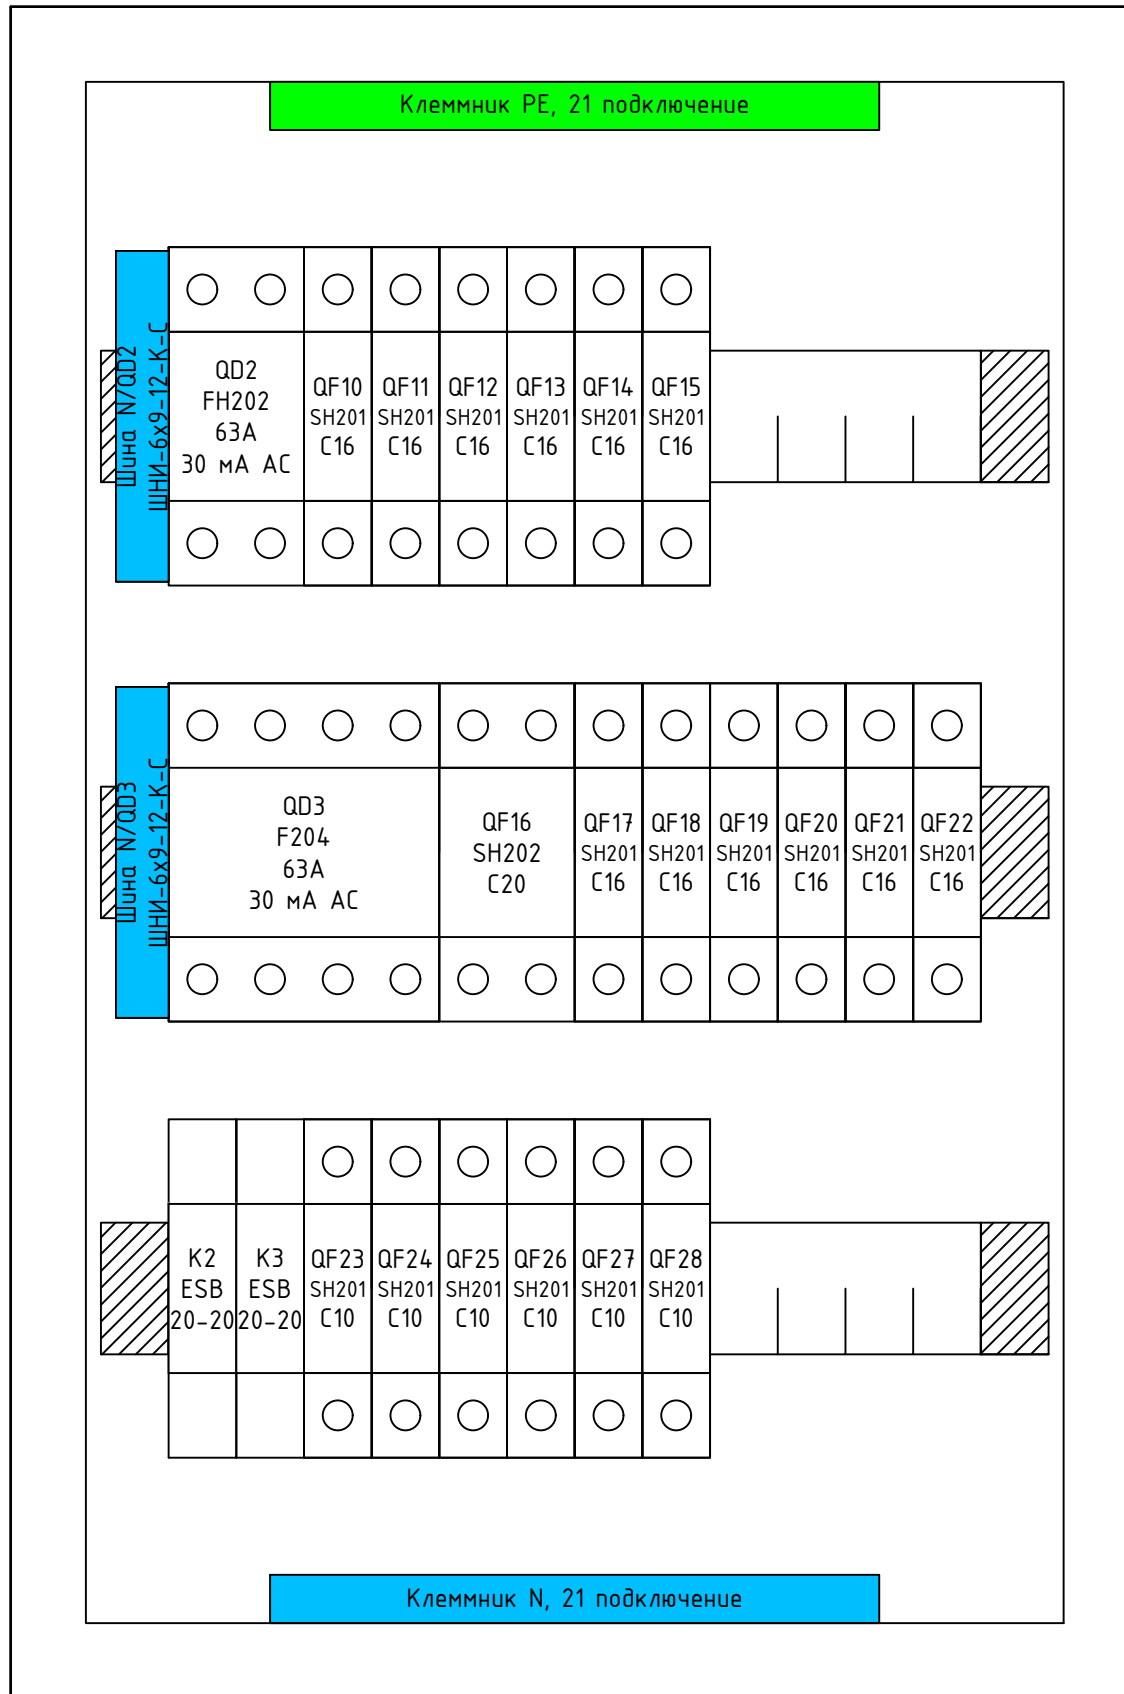 Клеммник PE, 21 подключение
Шина N/QD2
ШНИ-6х9-12-К-С
QD2
FH202
63А
30 мА АС
QF10
SH201
C16
QF11
SH201
C16
QF12
SH201
C16
QF13
SH201
C16
QF14
SH201
C16
QF15
SH201
C16
Шина N/QD3
ШНИ-6х9-12-К-С
QD3
F204
63А
30 мА АС
QF16
SH202
C20
QF17
SH201
C16
QF18
SH201
C16
QF19
SH201
C16
QF20
SH201
C16
QF21
SH201
C16
QF22
SH201
C16
K2
ESB
20-20
K3
ESB
20-20
QF23
SH201
C10
QF24
SH201
C10
QF25
SH201
C10
QF26
SH201
C10
QF27
SH201
C10
QF28
SH201
C10
Клеммник N, 21 подключение